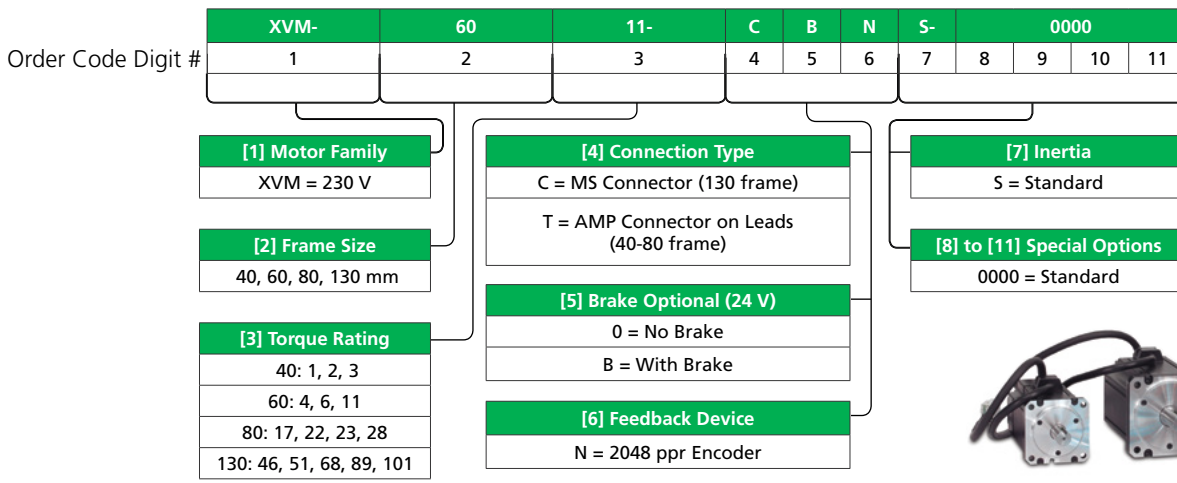 XVM- 60 11- C B N S- 0000
Order Code Digit # 1 2 3 4 5 6 7 8 9 10 11
[1] Motor Family
XVM = 230 V
[2] Frame Size
40, 60, 80, 130 mm
[3] Torque Rating
40: 1, 2, 3
60: 4, 6, 11
80: 17, 22, 23, 28
130: 46, 51, 68, 89, 101
[4] Connection Type
C = MS Connector (130 frame)
T = AMP Connector on Leads
(40-80 frame)
[5] Brake Optional (24 V)
0 = No Brake
B = With Brake
[6] Feedback Device
N = 2048 ppr Encoder
[7] Inertia
S = Standard
[8] to [11] Special Options
0000 = Standard